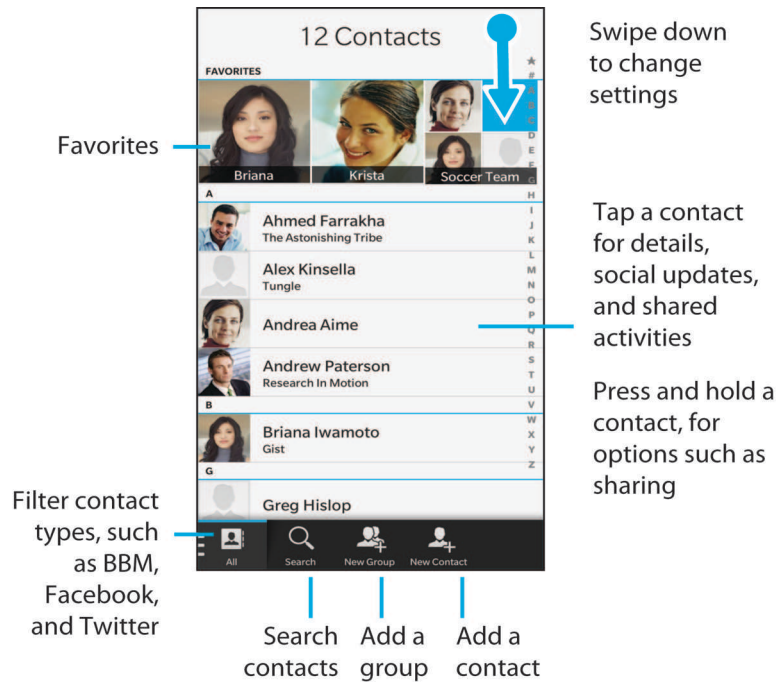 12 Contacts
FAVORITES
Briana
Krista
Soccer Team
A
Ahmed Farrakha
The Astonishing Tribe
Alex Kinsella
Tungle
Andrea Aime
Andrew Paterson
Research In Motion
B
Briana Iwamoto
Gist
G
Greg Hislop
All
Search
New Group
New Contact
#
A
B
C
D
E
F
G
H
I
J
K
L
M
N
O
P
Q
R
S
T
U
V
W
X
Y
Z
Swipe down
to change
settings
Favorites
Tap a contact
for details,
social updates,
and shared
activities
Press and hold a
contact, for
options such as
sharing
Filter contact
types, such
as BBM,
Facebook,
and Twitter
Search
contacts
Add a
group
Add a
contact